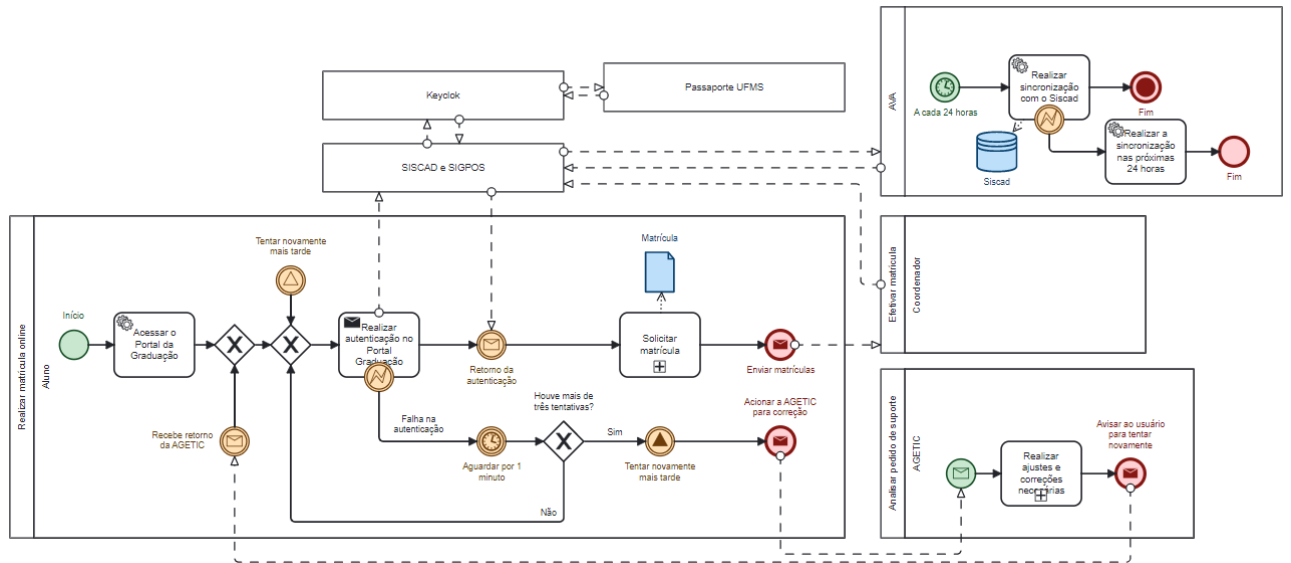 Keyclok
Passaporte UFMS
SISCAD e SIGPOS
AVA
A cada 24 horas
Realizar
sincronização
com o Siscad
Fim
Siscad
Realizar a
sincronização
nas próximas
24 horas
Fim
Realizar matrícula online
Aluno
Início
Acessar o
Portal da
Graduação
Tentar novamente
mais tarde
Realizar
autenticação no
Portal
Graduação
Retorno da
autenticação
Matrícula
Solicitar
matrícula
Enviar matrículas
Recebe retorno
da AGETIC
Falha na
autenticação
Aguardar por 1
minuto
Houve mais de
três tentativas?
Sim
Não
Tentar novamente
mais tarde
Acionar a AGETIC
para correção
Efetivar matrícula
Coordenador
Analisar pedido de suporte
AGETIC
Realizar
ajustes e
correções
necessárias
Avisar ao usuário
para tentar
novamente